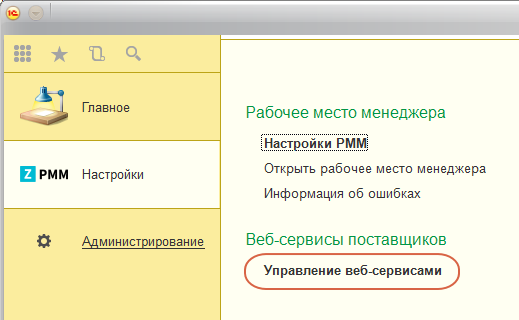 1С
Главное
Z РММ Настройки
Администрирование
Рабочее место менеджера
Настройки РММ
Открыть рабочее место менеджера
Информация об ошибках
Веб-сервисы поставщиков
Управление веб-сервисами